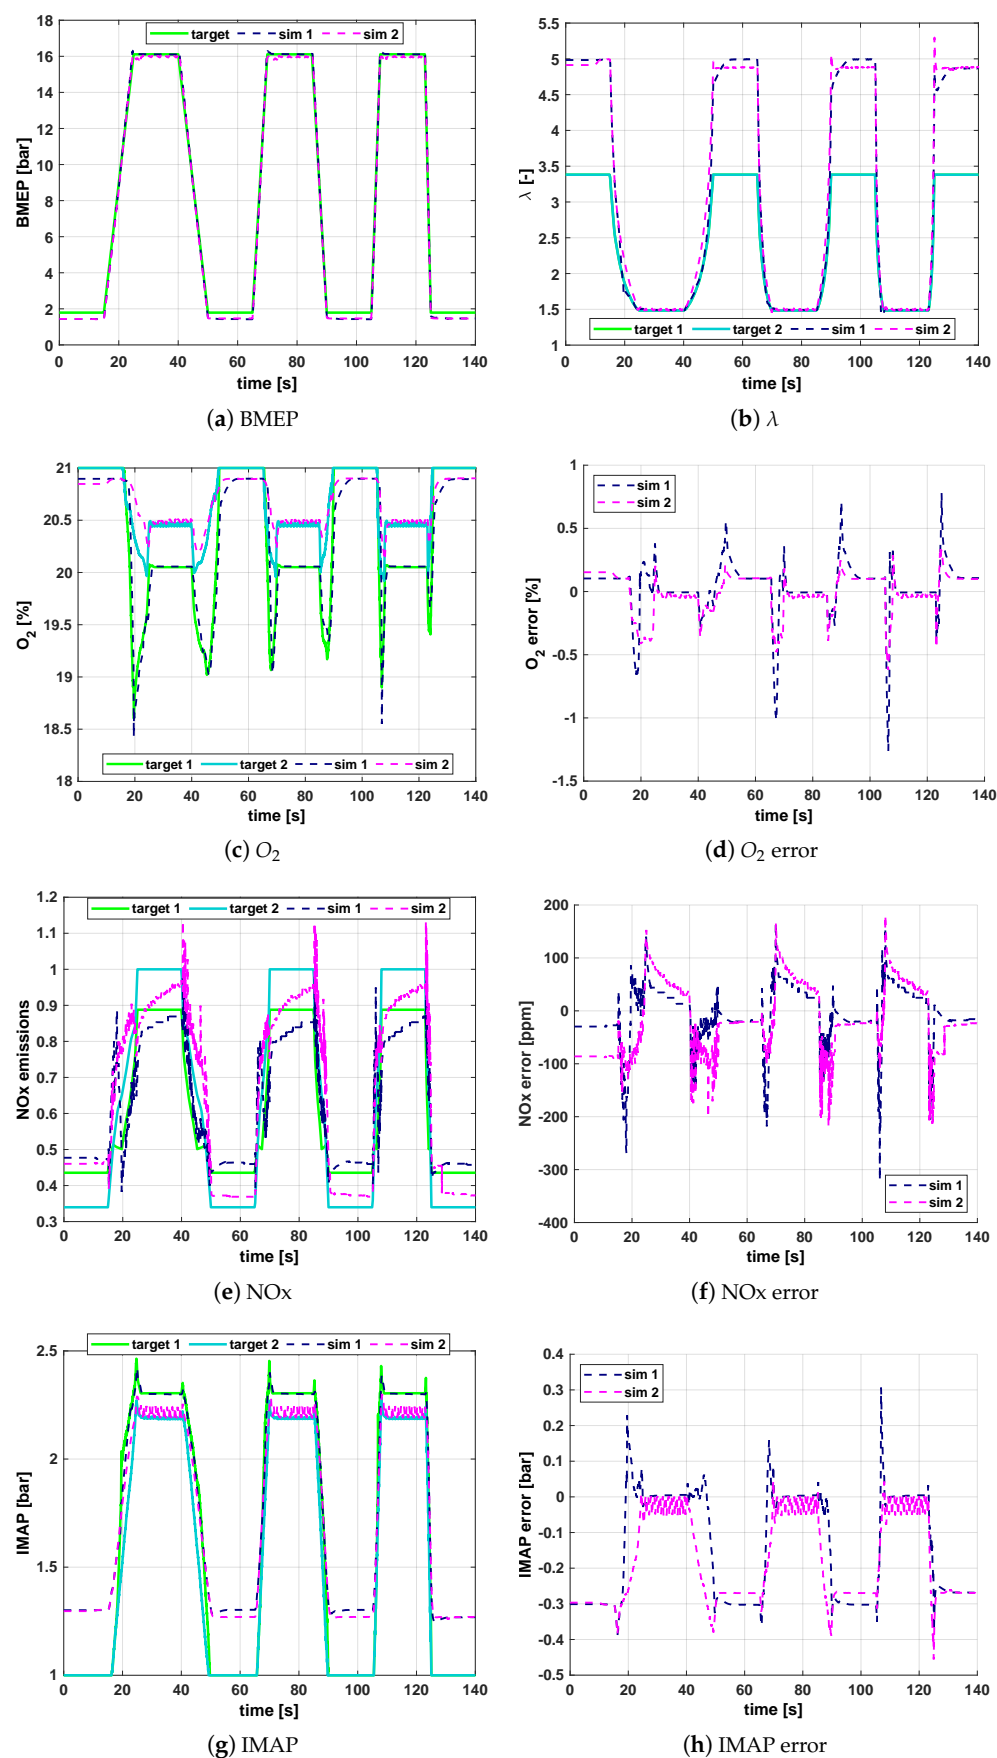 target sim 1 sim 2
BMEP [bar]
18
16
14
12
10
8
6
4
2
0
0 20 40 60 80 100 120 140
time [s]
(a) BMEP
λ [-]
5.5
5
4.5
4
3.5
3
2.5
2
1.5
1
target 1 target 2 sim 1 sim 2
0 20 40 60 80 100 120 140
time [s]
(b) λ
O2 [%]
21
20.5
20
19.5
19
18.5
18
target 1 target 2 sim 1 sim 2
0 20 40 60 80 100 120 140
time [s]
(c) O2
O2 error [%]
1
0.5
0
-0.5
-1
-1.5
sim 1
sim 2
0 20 40 60 80 100 120 140
time [s]
(d) O2 error
NOx emissions
1.2
1.1
1
0.9
0.8
0.7
0.6
0.5
0.4
0.3
target 1 target 2 sim 1 sim 2
0 20 40 60 80 100 120 140
time [s]
(e) NOx
NOx error [ppm]
200
100
0
-100
-200
-300
-400
sim 1
sim 2
0 20 40 60 80 100 120 140
time [s]
(f) NOx error
target 1 target 2 sim 1 sim 2
IMAP [bar]
2.5
2
1.5
1
0 20 40 60 80 100 120 140
time [s]
(g) IMAP
IMAP error [bar]
0.4
0.3
0.2
0.1
0
-0.1
-0.2
-0.3
-0.4
-0.5
sim 1
sim 2
0 20 40 60 80 100 120 140
time [s]
(h) IMAP error